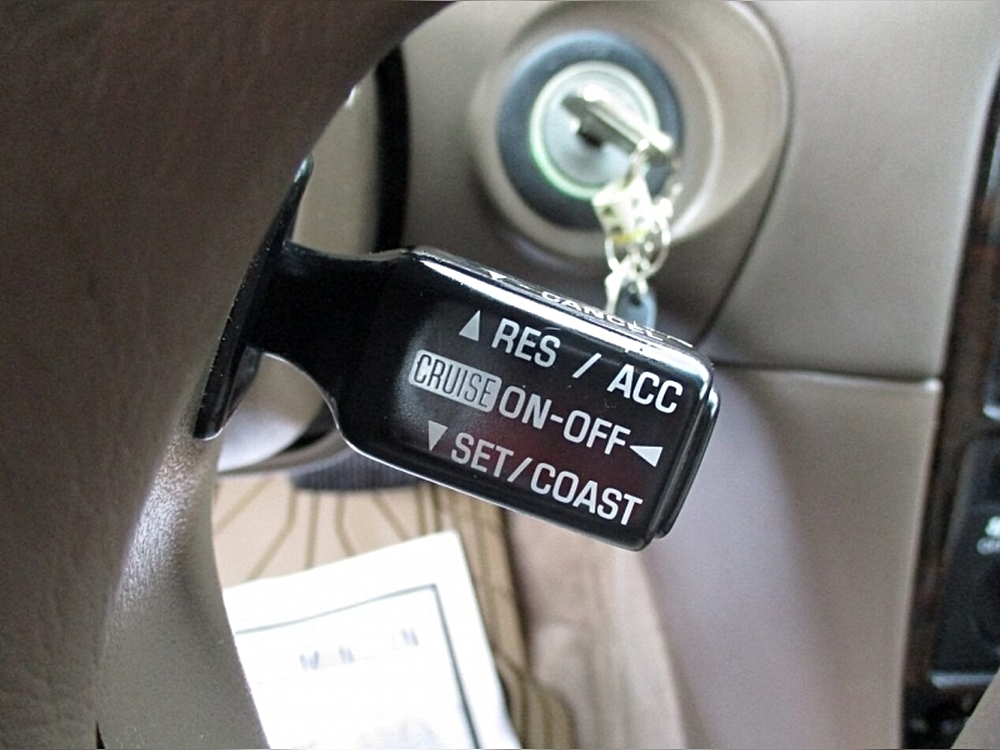 CANCEL
▲ RES / ACC
CRUISE ON-OFF ◀
▼ SET/COAST